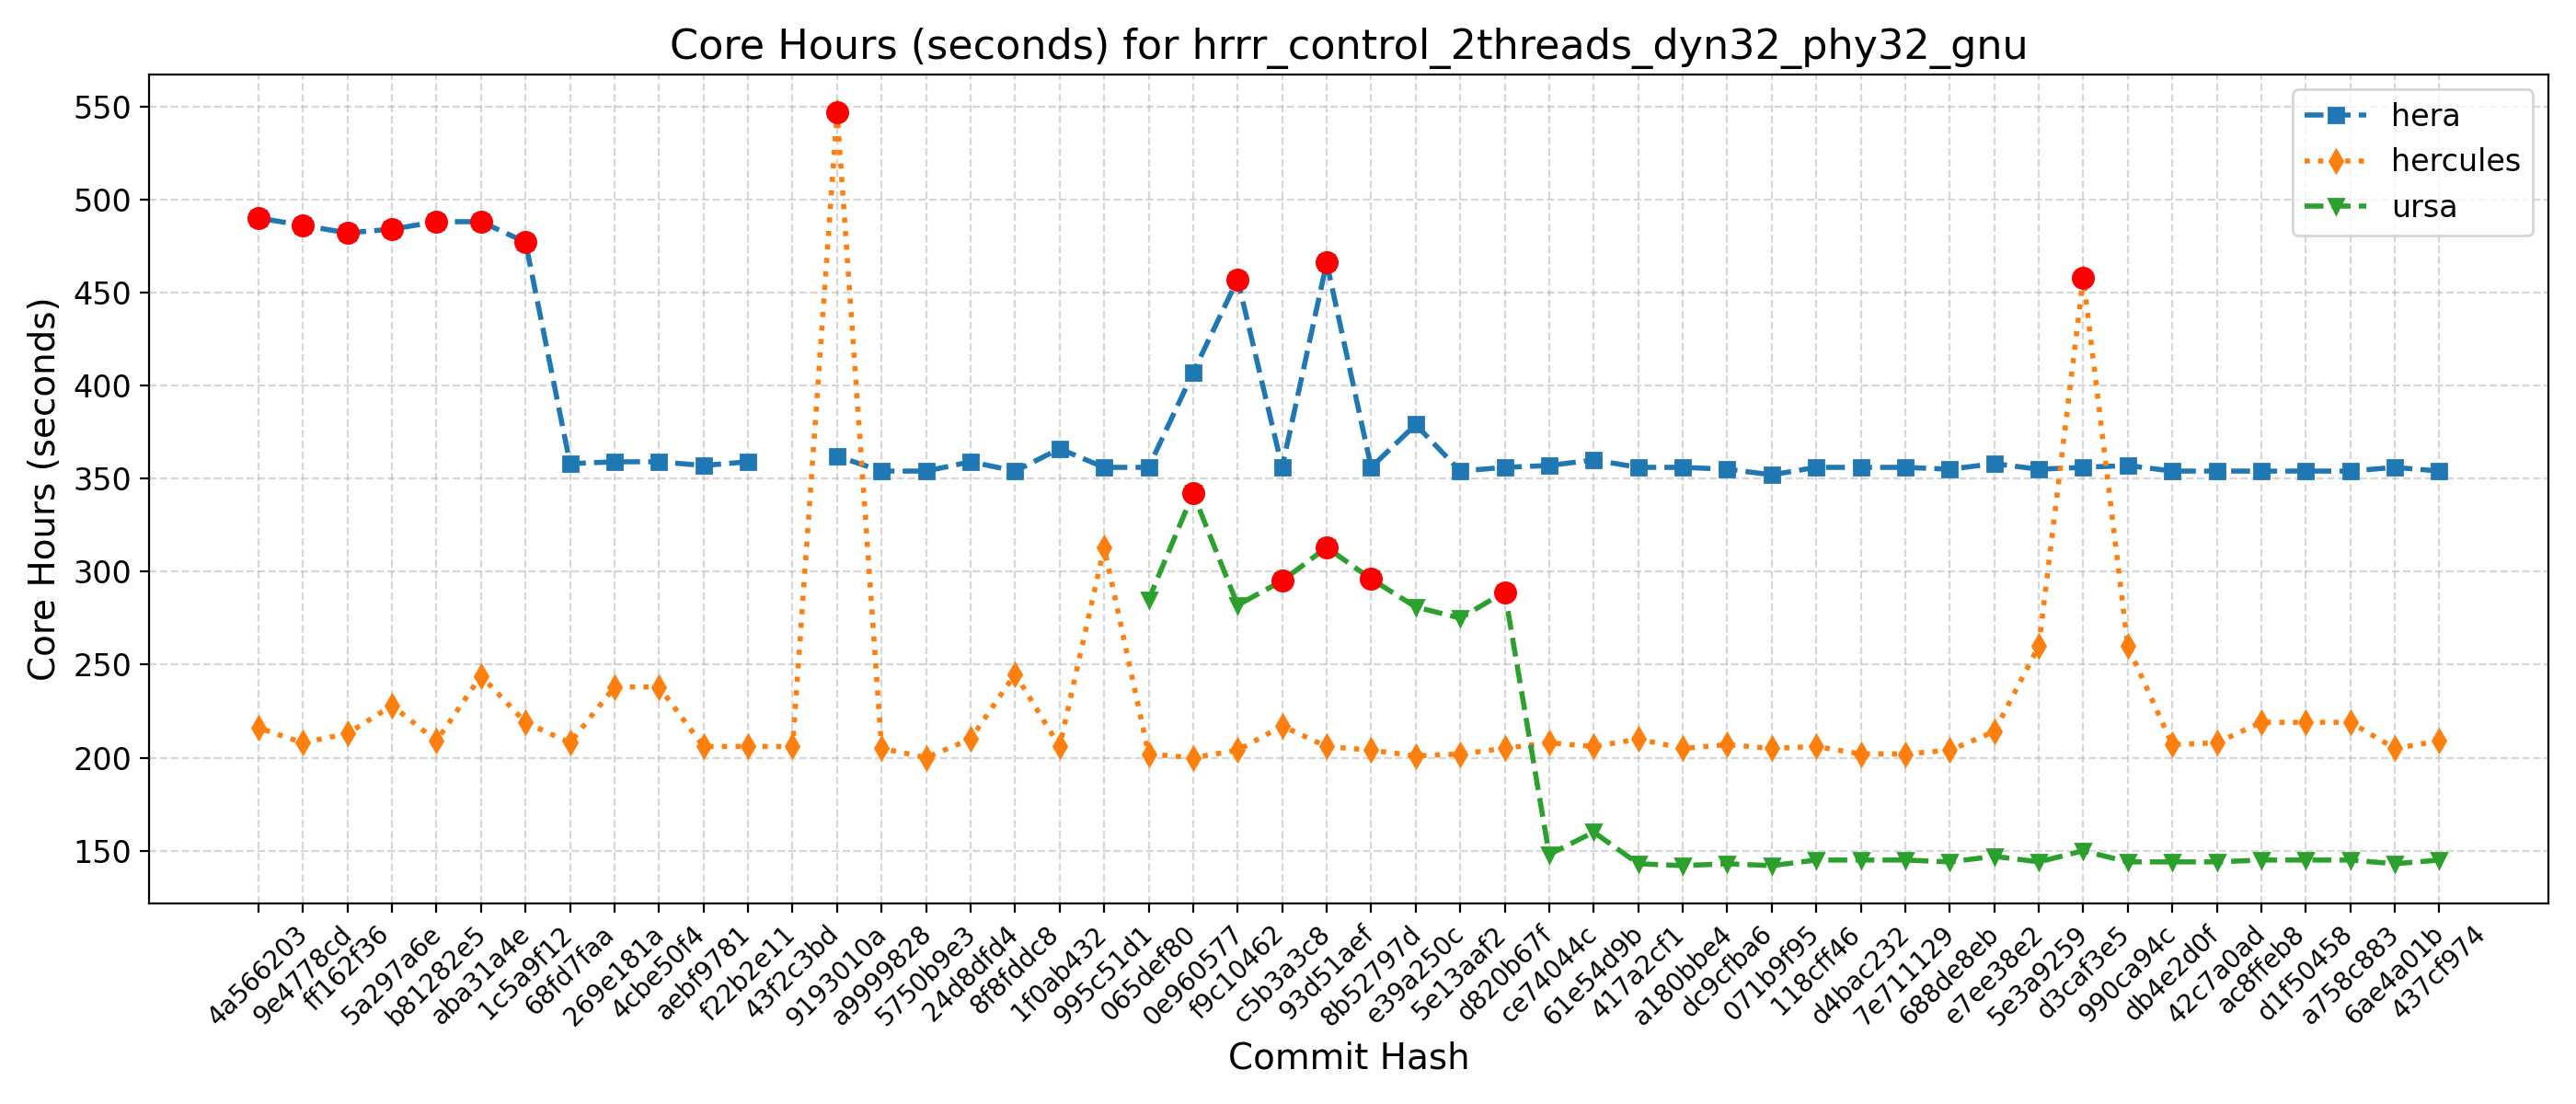 Core Hours (seconds) for hrrr_control_2threads_dyn32_phy32_gnu
Core Hours (seconds)
550
500
450
400
350
300
250
200
150
hera
hercules
ursa
4a566203
9e4778cd
ff162f36
5a297a6e
b81282e5
aba31a4e
1c5a9f12
68fd7faa
269e181a
4cbe50f4
aebf9781
f22b2e11
43f2c3bd
9193010a
a9999828
5750b9e3
24d8dfd4
8f8fddc8
1f0ab432
995c51d1
065def80
0e960577
f9c10462
c5b3a3c8
93d51aef
8b52797d
e39a250c
5e13aaf2
d820b67f
ce74044c
61e54d9b
417a2cf1
a180bbe4
dc9cfba6
071b9f95
118cff46
d4bac232
7e711129
688de8eb
e7ee38e2
5e3a9259
d3caf3e5
990ca94c
db4e2d0f
42c7a0ad
ac8ffeb8
d1f50458
a758c883
6ae4a01b
437cf974
Commit Hash